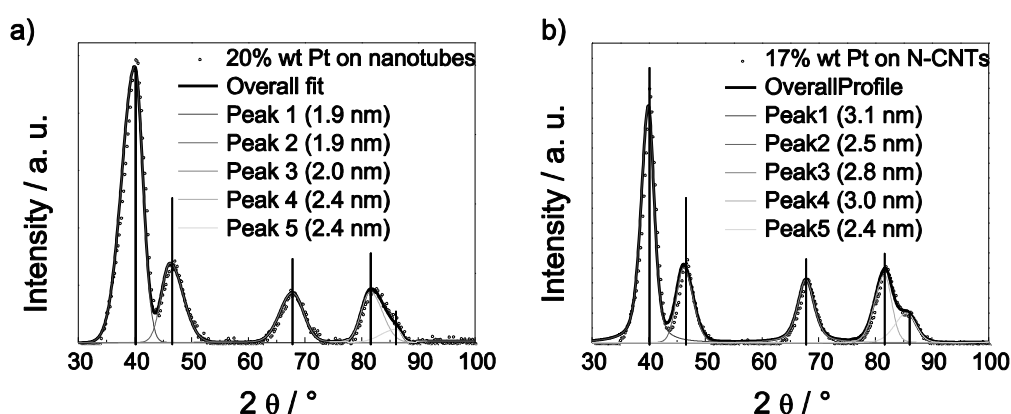 a)
20% wt Pt on nanotubes
Overall fit
Peak 1 (1.9 nm)
Peak 2 (1.9 nm)
Peak 3 (2.0 nm)
Peak 4 (2.4 nm)
Peak 5 (2.4 nm)
Intensity / a. u.
30 40 50 60 70 80 90 100
2 θ / °
b)
17% wt Pt on N-CNTs
OverallProfile
Peak1 (3.1 nm)
Peak2 (2.5 nm)
Peak3 (2.8 nm)
Peak4 (3.0 nm)
Peak5 (2.4 nm)
Intensity / a. u.
30 40 50 60 70 80 90 100
2 θ / °